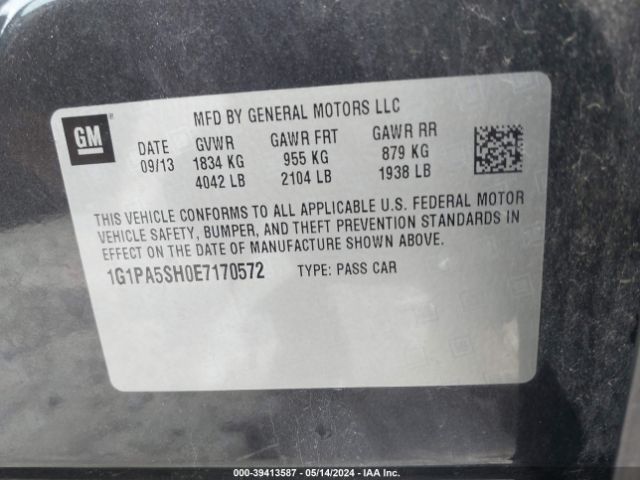 GM
MFD BY GENERAL MOTORS LLC
DATE GVWR GAWR FRT GAWR RR
09/13 1834 KG 955 KG 879 KG
4042 LB 2104 LB 1938 LB
THIS VEHICLE CONFORMS TO ALL APPLICABLE U.S. FEDERAL MOTOR
VEHICLE SAFETY, BUMPER, AND THEFT PREVENTION STANDARDS IN
EFFECT ON THE DATE OF MANUFACTURE SHOWN ABOVE.
1G1PA5SH0E7170572 TYPE: PASS CAR
000-39413587 - 05/14/2024 - IAA Inc.